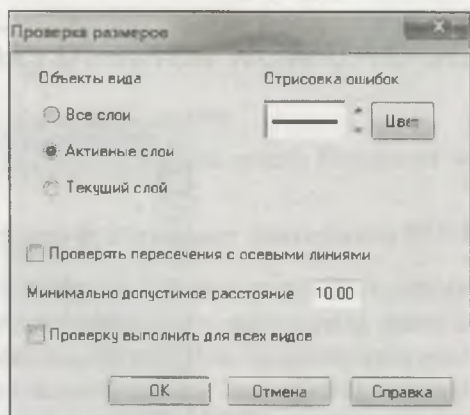 Проверка размеров
Объекты вида
Отрисовка ошибок
Все слои
Цвет
Активные слои
Текущий слой
Проверять пересечения с осевыми линиями
Минимально допустимое расстояние 10.00
Проверку выполнить для всех видов
OK Отмена Справка